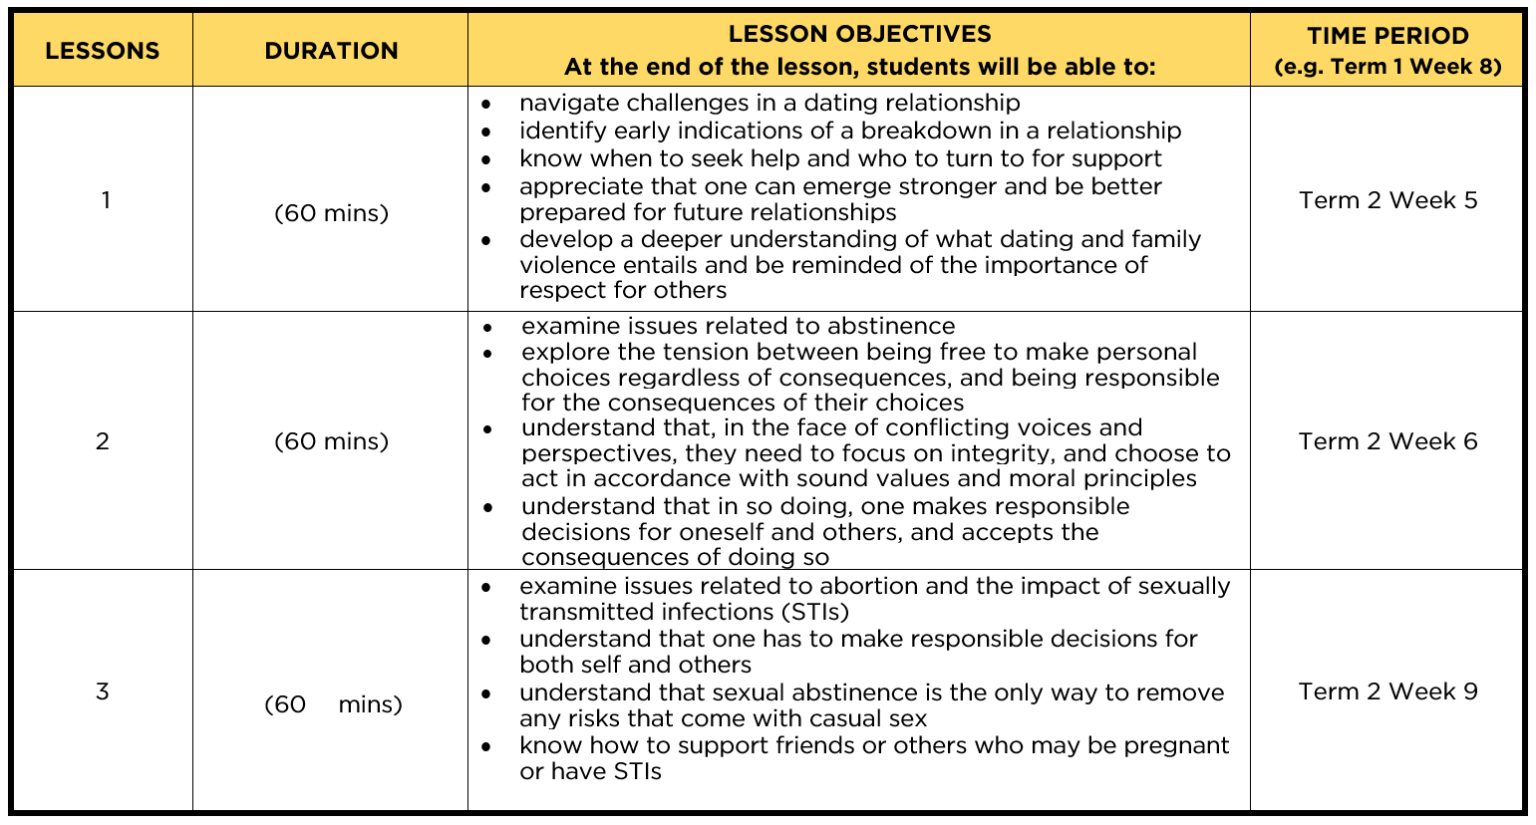 LESSONS
DURATION
LESSON OBJECTIVES
At the end of the lesson, students will be able to:
TIME PERIOD
(e.g. Term 1 Week 8)
1
(60 mins)
• navigate challenges in a dating relationship
• identify early indications of a breakdown in a relationship
• know when to seek help and who to turn to for support
• appreciate that one can emerge stronger and be better
prepared for future relationships
• develop a deeper understanding of what dating and family
violence entails and be reminded of the importance of
respect for others
Term 2 Week 5
2
(60 mins)
• examine issues related to abstinence
• explore the tension between being free to make personal
choices regardless of consequences, and being responsible
for the consequences of their choices
• understand that, in the face of conflicting voices and
perspectives, they need to focus on integrity, and choose to
act in accordance with sound values and moral principles
• understand that in so doing, one makes responsible
decisions for oneself and others, and accepts the
consequences of doing so
Term 2 Week 6
3
(60 mins)
• examine issues related to abortion and the impact of sexually
transmitted infections (STIs)
• understand that one has to make responsible decisions for
both self and others
• understand that sexual abstinence is the only way to remove
any risks that come with casual sex
• know how to support friends or others who may be pregnant
or have STIs
Term 2 Week 9